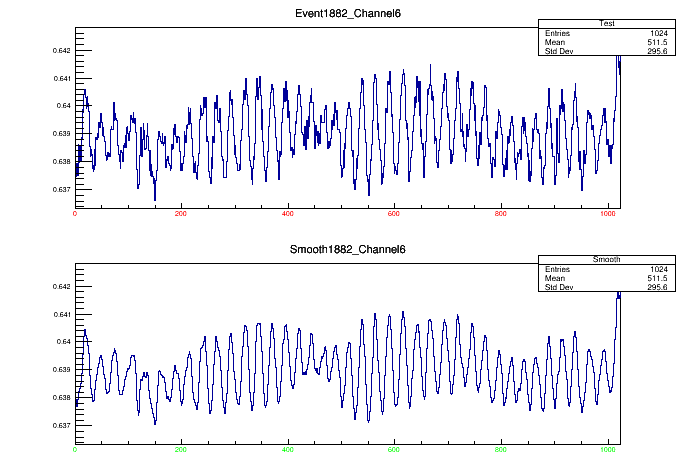 Event1882_Channel6
Test
Entries 1024
Mean 511.5
Std Dev 295.6
0.642
0.641
0.64
0.639
0.638
0.637
0 200 400 600 800 1000
Smooth1882_Channel6
Smooth
Entries 1024
Mean 511.5
Std Dev 295.6
0.642
0.641
0.64
0.639
0.638
0.637
0 200 400 600 800 1000